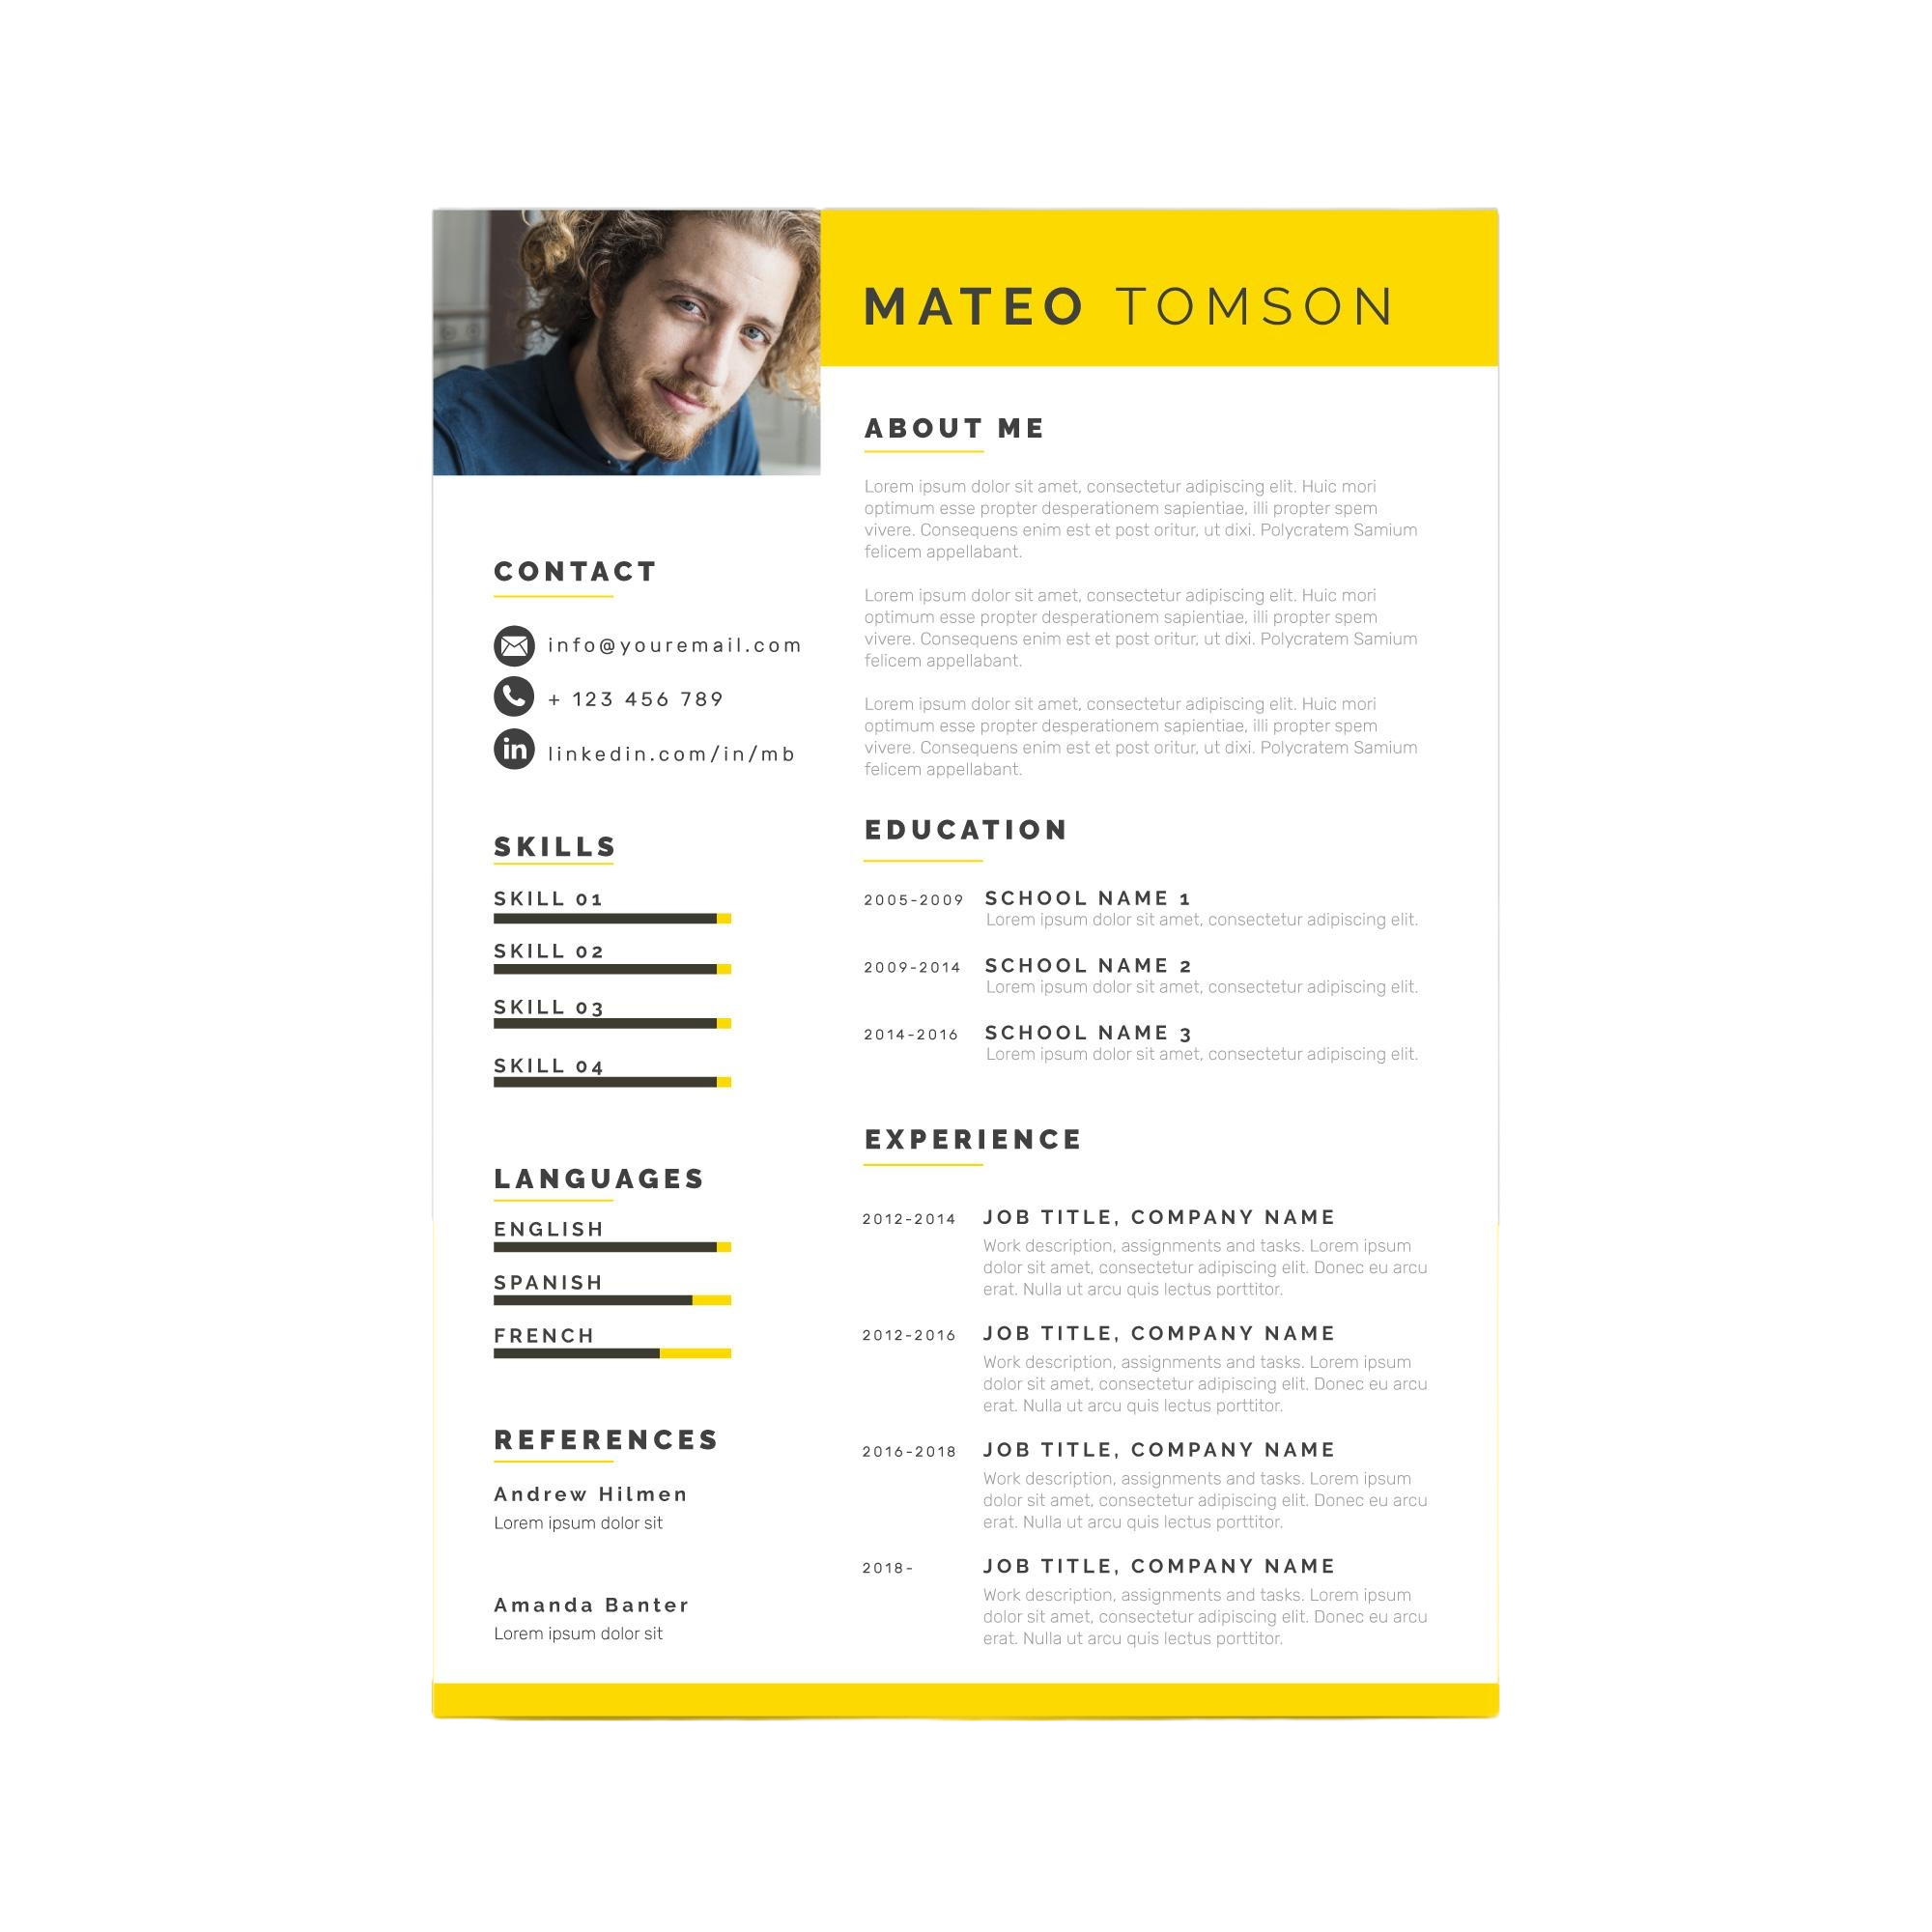 MATEO TOMSON
CONTACT
info@youremail.com
+ 123 456 789
in linkedin.com/in/mb
SKILLS
SKILL 01
SKILL 02
SKILL 03
SKILL 04
LANGUAGES
ENGLISH
SPANISH
FRENCH
REFERENCES
Andrew Hilmen
Lorem ipsum dolor sit
Amanda Banter
Lorem ipsum dolor sit
ABOUT ME
Lorem ipsum dolor sit amet, consectetur adipiscing elit. Huic mori
optimum esse propter desperationem sapientiae, illi propter spem
vivere. Consequens enim est et post oritur, ut dixi. Polycratem Samium
felicem appellabant.
Lorem ipsum dolor sit amet, consectetur adipiscing elit. Huic mori
optimum esse propter desperationem sapientiae, illi propter spem
vivere. Consequens enim est et post oritur, ut dixi. Polycratem Samium
felicem appellabant.
Lorem ipsum dolor sit amet, consectetur adipiscing elit. Huic mori
optimum esse propter desperationem sapientiae, illi propter spem
vivere. Consequens enim est et post oritur, ut dixi. Polycratem Samium
felicem appellabant.
EDUCATION
2005-2009 SCHOOL NAME 1
Lorem ipsum dolor sit amet, consectetur adipiscing elit.
2009-2014 SCHOOL NAME 2
Lorem ipsum dolor sit amet, consectetur adipiscing elit.
2014-2016 SCHOOL NAME 3
Lorem ipsum dolor sit amet, consectetur adipiscing elit.
EXPERIENCE
2012-2014 JOB TITLE, COMPANY NAME
Work description, assignments and tasks. Lorem ipsum
dolor sit amet, consectetur adipiscing elit. Donec eu arcu
erat. Nulla ut arcu quis lectus porttitor.
2012-2016 JOB TITLE, COMPANY NAME
Work description, assignments and tasks. Lorem ipsum
dolor sit amet, consectetur adipiscing elit. Donec eu arcu
erat. Nulla ut arcu quis lectus porttitor.
2016-2018 JOB TITLE, COMPANY NAME
Work description, assignments and tasks. Lorem ipsum
dolor sit amet, consectetur adipiscing elit. Donec eu arcu
erat. Nulla ut arcu quis lectus porttitor.
2018- JOB TITLE, COMPANY NAME
Work description, assignments and tasks. Lorem ipsum
dolor sit amet, consectetur adipiscing elit. Donec eu arcu
erat. Nulla ut arcu quis lectus porttitor.